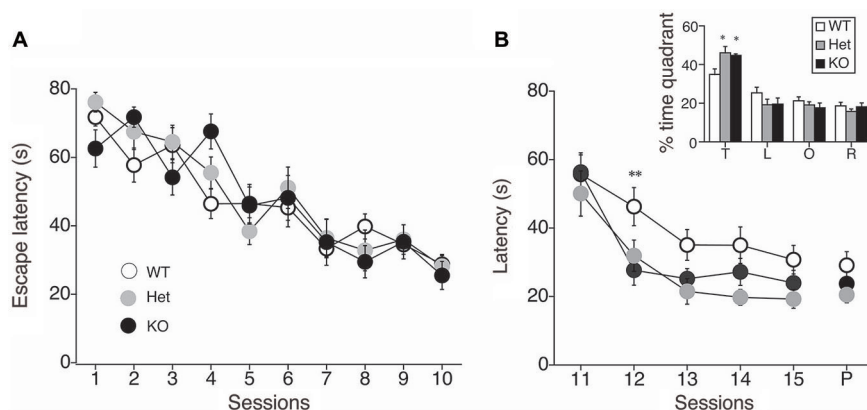 A
Escape latency (s)
80
60
40
20
0
WT
Het
KO
1 2 3 4 5 6 7 8 9 10
Sessions
B
Latency (s)
80
60
40
20
0
**
11 12 13 14 15 P
Sessions
% time quadrant
60
40
20
0
* *
T L O R
WT
Het
KO